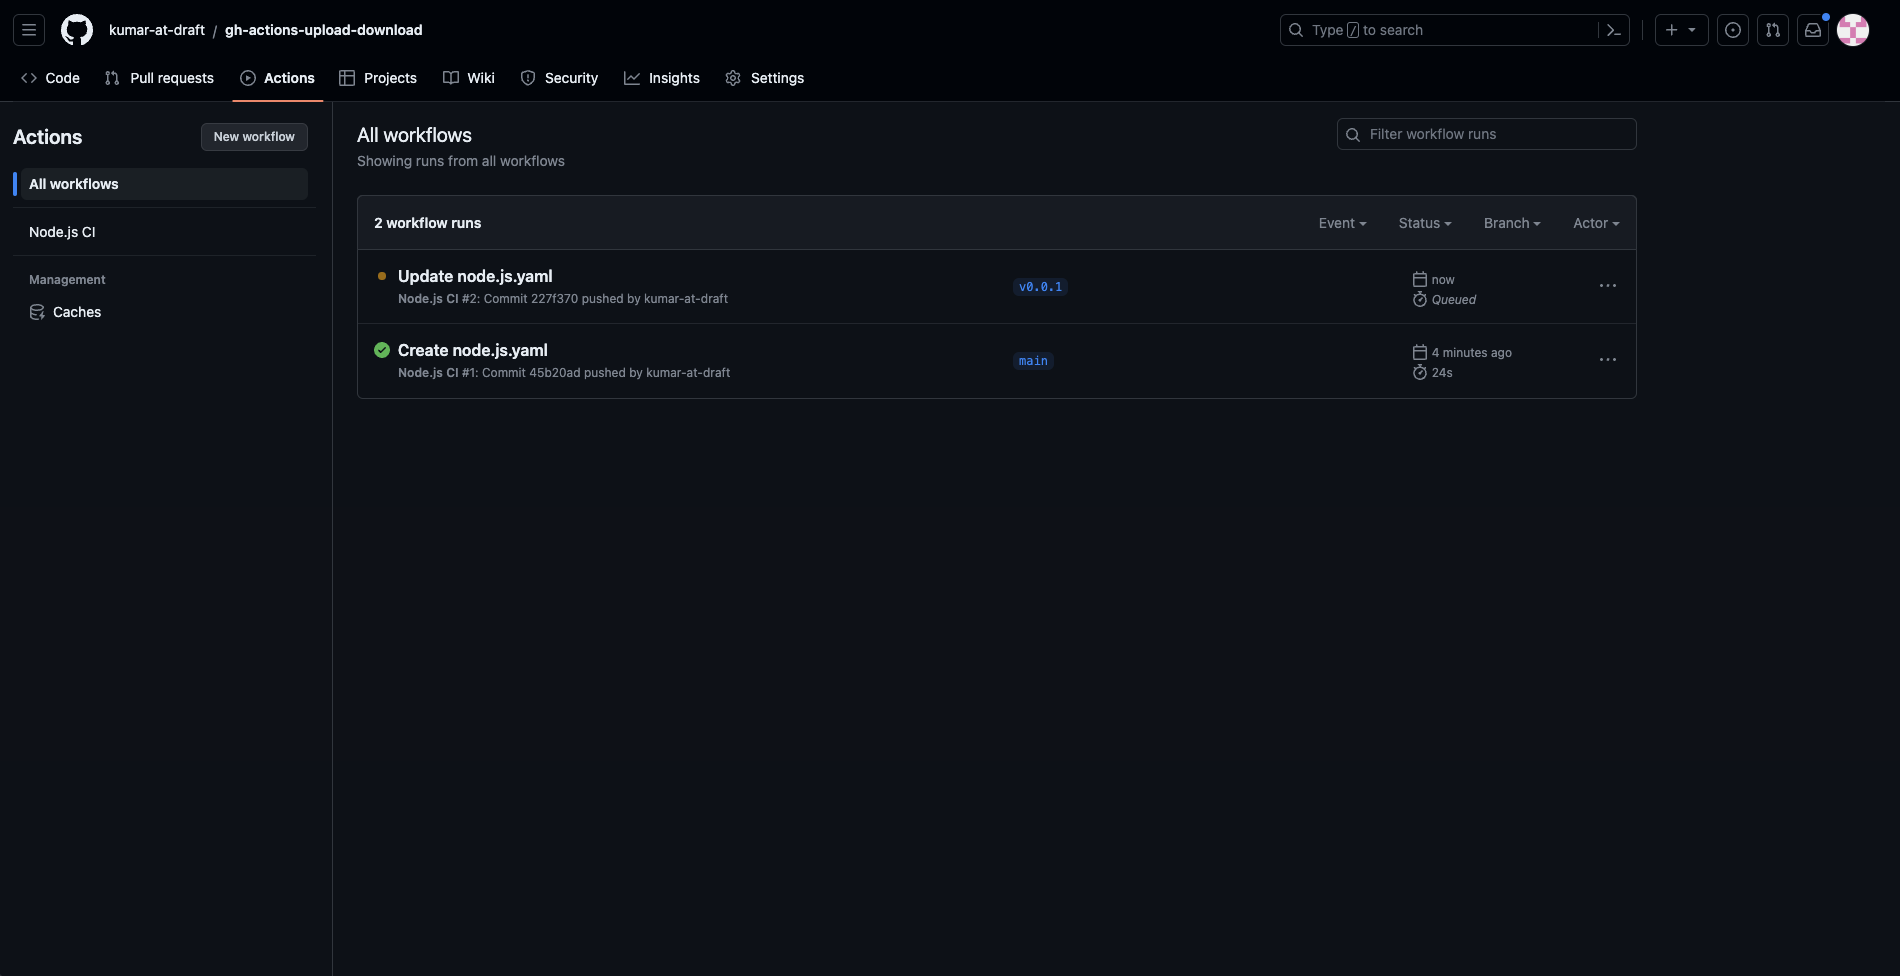 kumar-at-draft / gh-actions-upload-download
Type / to search
Code Pull requests Actions Projects Wiki Security Insights Settings
Actions
New workflow
All workflows
Node.js CI
Management
Caches
All workflows
Showing runs from all workflows
Filter workflow runs
2 workflow runs
Event Status Branch Actor
Update node.js.yaml
Node.js CI #2: Commit 227f370 pushed by kumar-at-draft
v0.0.1
now
Queued
Create node.js.yaml
Node.js CI #1: Commit 45b20ad pushed by kumar-at-draft
main
4 minutes ago
24s